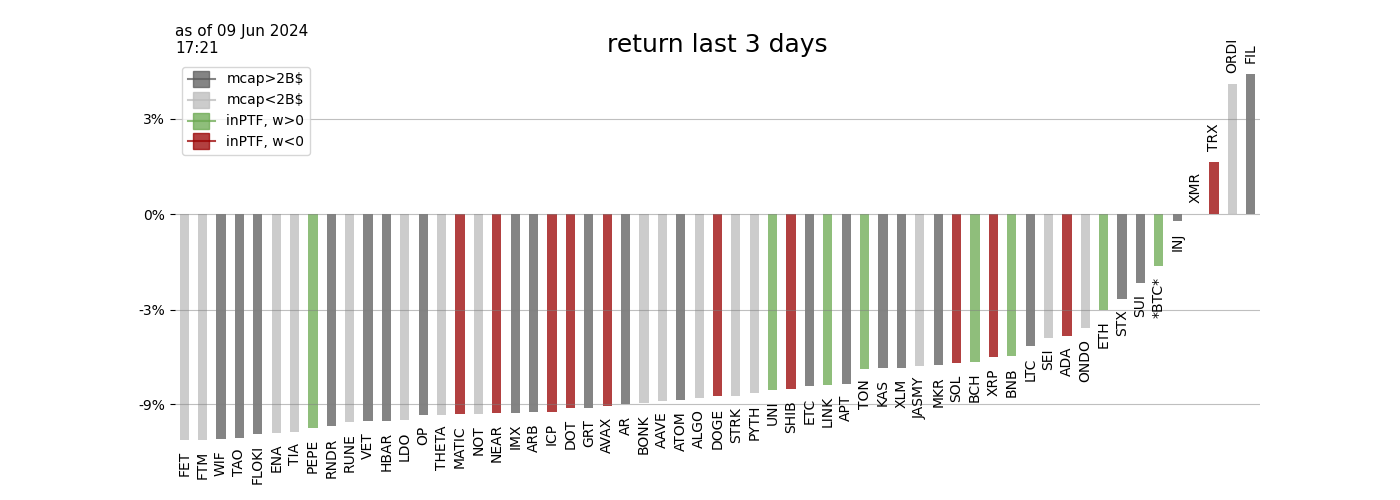 as of 09 Jun 2024
17:21
return last 3 days
mcap>2B$
mcap<2B$
inPTF, w>0
inPTF, w<0
3%
0%
-3%
-9%
FET
FTM
WIF
TAO
FLOKI
ENA
TIA
PEPE
RNDR
RUNE
VET
HBAR
LDO
OP
THETA
MATIC
NOT
NEAR
IMX
ARB
ICP
DOT
GRT
AVAX
AR
BONK
AAVE
ATOM
ALGO
DOGE
STRK
PYTH
UNI
SHIB
ETC
LINK
APT
TON
KAS
XLM
JASMY
MKR
SOL
BCH
XRP
BNB
LTC
SEI
ADA
ONDO
ETH
STX
SUI
*BTC*
INJ
XMR
TRX
ORDI
FIL